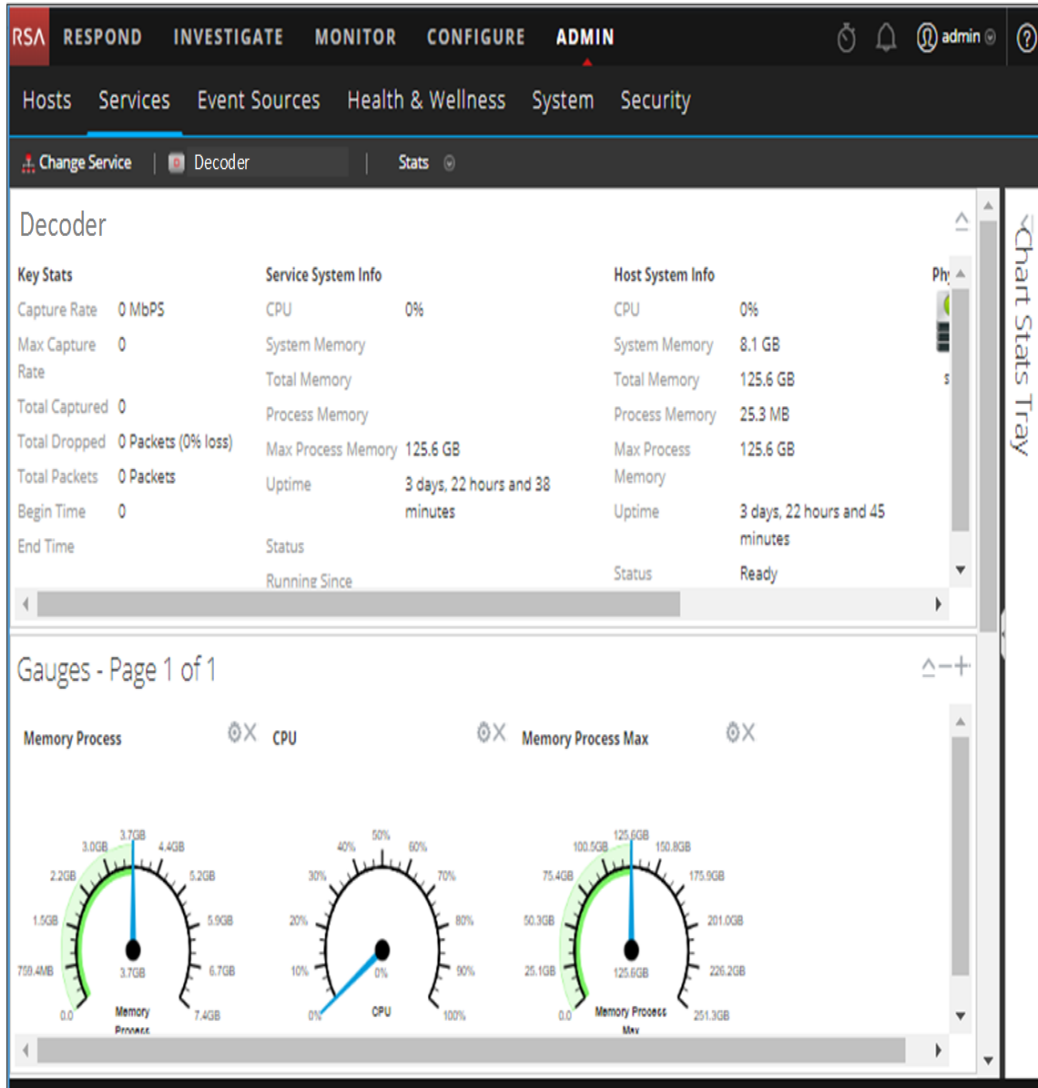 RSA RESPOND INVESTIGATE MONITOR CONFIGURE ADMIN admin
Hosts Services Event Sources Health & Wellness System Security
Change Service Decoder Stats
Decoder
Key Stats
Capture Rate 0 MbPS
Max Capture Rate 0
Total Captured 0
Total Dropped 0 Packets (0% loss)
Total Packets 0 Packets
Begin Time 0
End Time
Service System Info
CPU 0%
System Memory
Total Memory
Process Memory
Max Process Memory 125.6 GB
Uptime 3 days, 22 hours and 38
minutes
Status
Running Since
Host System Info
CPU 0%
System Memory 8.1 GB
Total Memory 125.6 GB
Process Memory 25.3 MB
Max Process Memory 125.6 GB
Uptime 3 days, 22 hours and 45
minutes
Status Ready
Chart Stats Tray
Gauges - Page 1 of 1
Memory Process
0.0
759.4MB
1.5GB
2.2GB
3.0GB
3.7GB
4.4GB
5.2GB
5.9GB
6.7GB
7.4GB
3.7GB
Memory
Process
CPU
0%
10%
20%
30%
40%
50%
60%
70%
80%
90%
100%
0%
CPU
Memory Process Max
0.0
25.1GB
50.3GB
75.4GB
100.5GB
125.6GB
150.8GB
175.9GB
201.0GB
226.2GB
251.3GB
125.6GB
Memory Process
Max